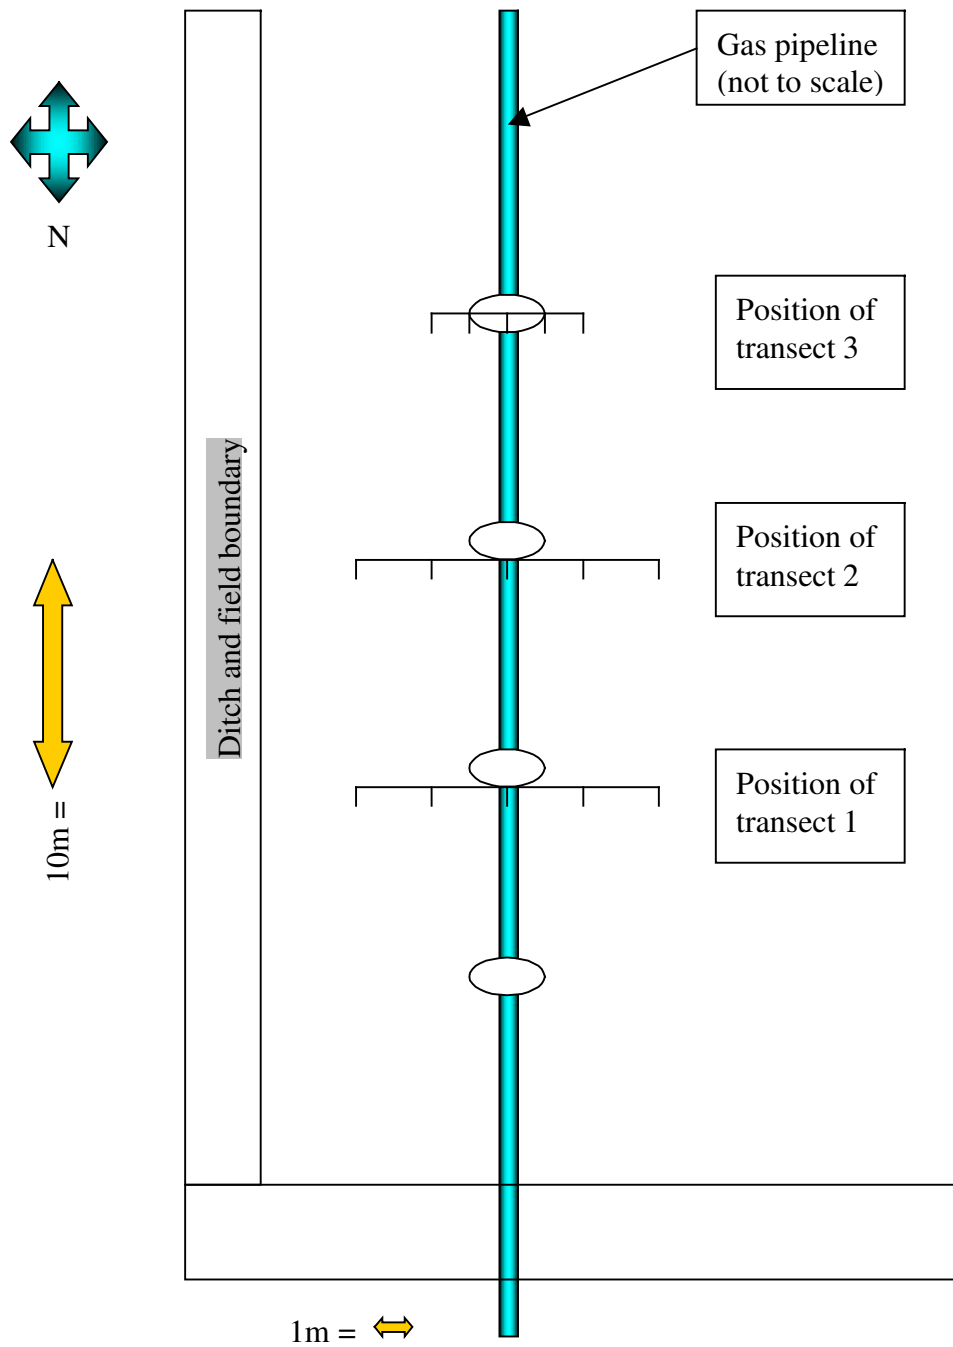 Gas pipeline
(not to scale)
N
Position of
transect 3
Ditch and field boundary
Position of
transect 2
Position of
transect 1
10m =
1m =